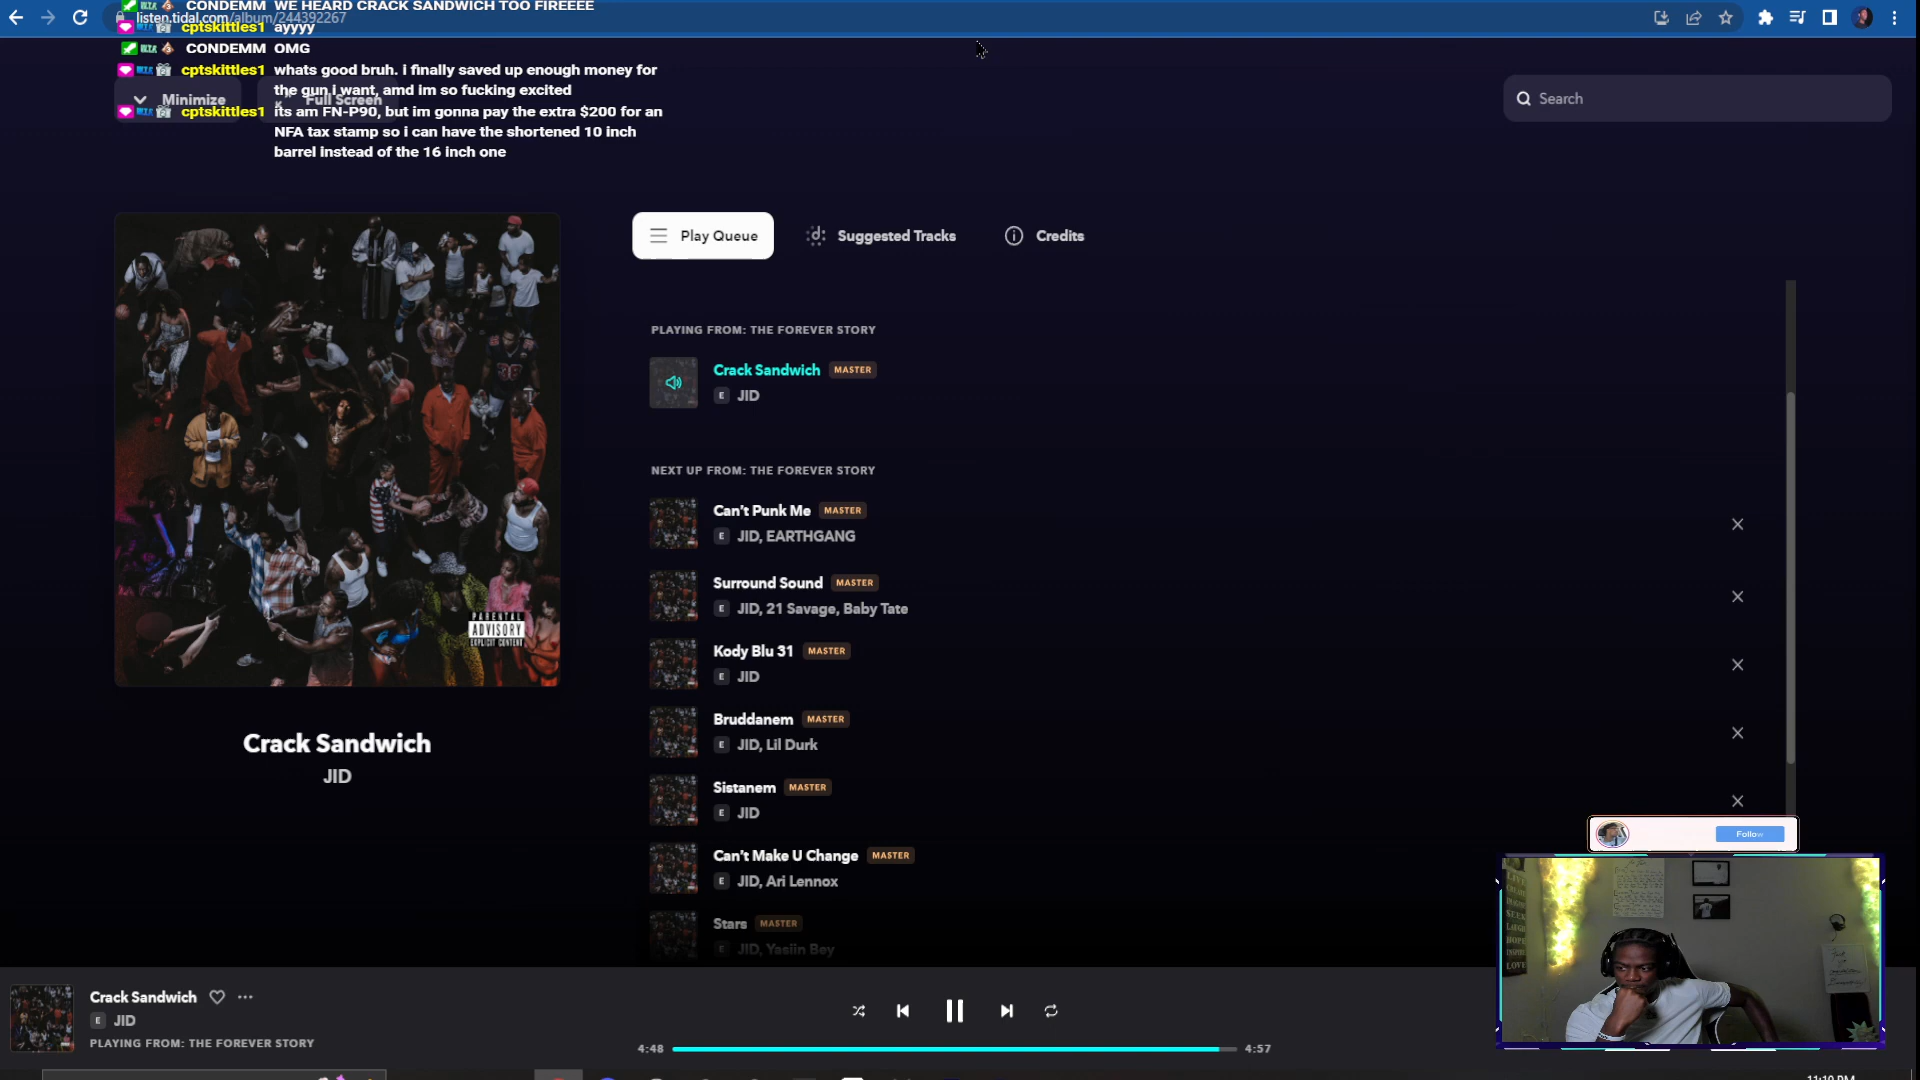 CONDEMM WE HEARD CRACK SANDWICH TOO FIREEEE
listen.tidal.com/album/244392267
cptskittles1 ayyyy
CONDEMM OMG
cptskittles1 whats good bruh. i finally saved up enough money for
the gun i want, amd im so fucking excited
Minimize
Full Screen
Search
cptskittles1 its am FN-P90, but im gonna pay the extra $200 for an
NFA tax stamp so i can have the shortened 10 inch
barrel instead of the 16 inch one
Play Queue
Suggested Tracks
Credits
PLAYING FROM: THE FOREVER STORY
Crack Sandwich MASTER
E JID
NEXT UP FROM: THE FOREVER STORY
Can't Punk Me MASTER
E JID, EARTHGANG
Surround Sound MASTER
E JID, 21 Savage, Baby Tate
Kody Blu 31 MASTER
E JID
Bruddanem MASTER
E JID, Lil Durk
Sistanem MASTER
E JID
Can't Make U Change MASTER
E JID, Ari Lennox
Stars MASTER
E JID, Yasiin Bey
PARENTAL
ADVISORY
EXPLICIT CONTENT
Crack Sandwich
JID
Follow
Crack Sandwich
E JID
PLAYING FROM: THE FOREVER STORY
4:48
4:57
11:10 PM